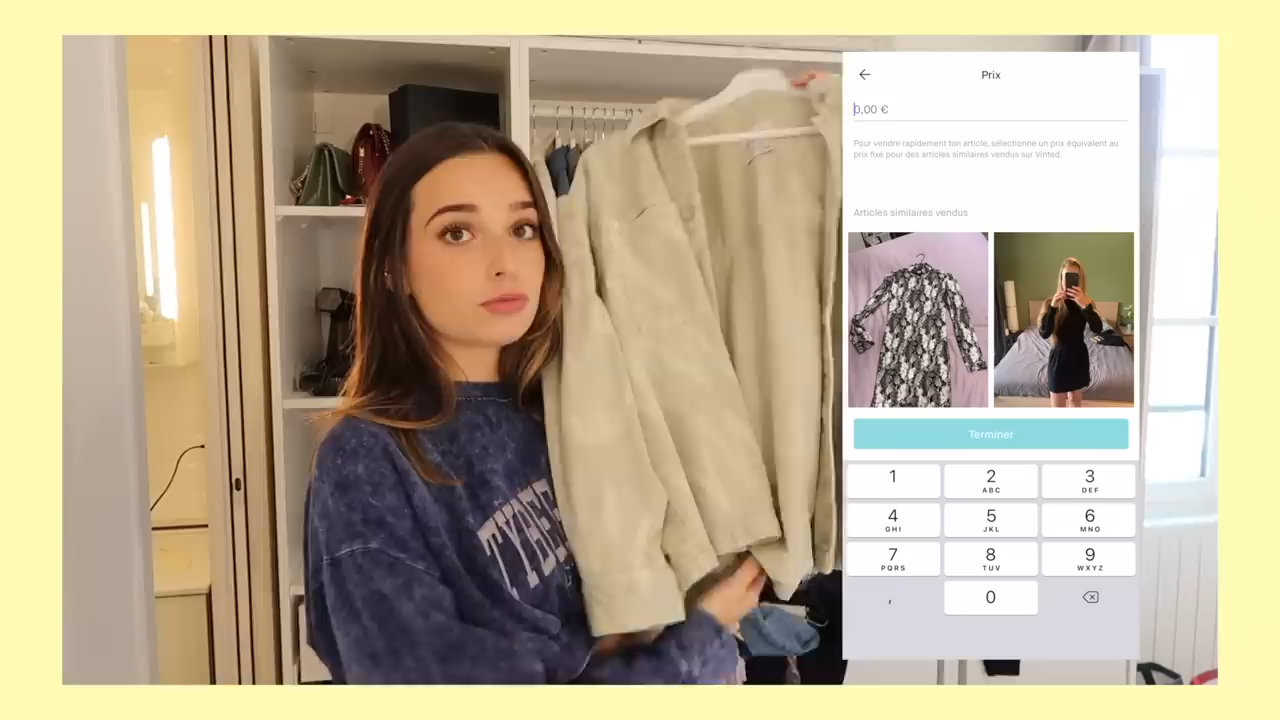 Prix
0,00 €
Pour vendre rapidement ton article, sélectionne un prix équivalent au
prix fixé pour des articles similaires vendus sur Vinted.
Articles similaires vendus
Terminer
1
2
ABC
3
DEF
4
GHI
5
JKL
6
MNO
7
PQRS
8
TUV
9
WXYZ
,
0